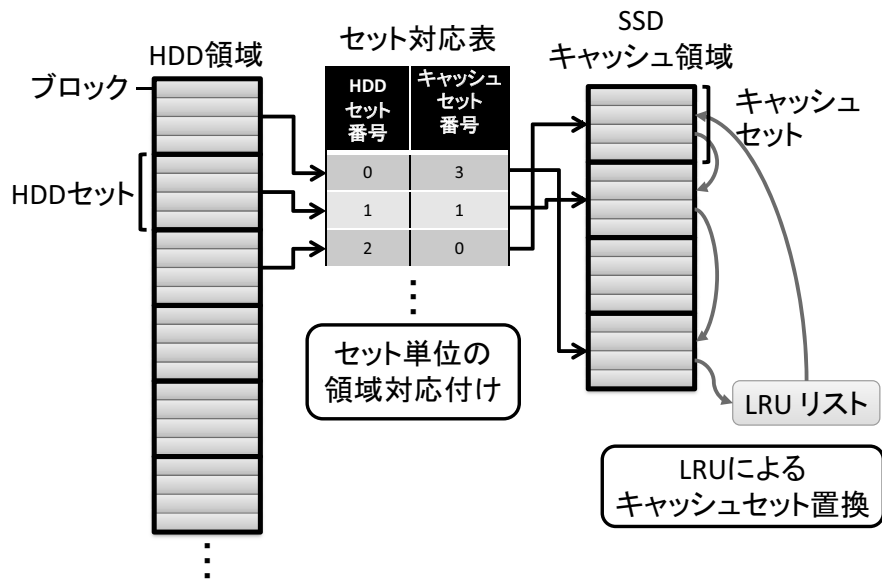 HDD領域
ブロック
HDDセット
セット対応表
HDD
セット
番号
キャッシュ
セット
番号
0
3
1
1
2
0
セット単位の
領域対応付け
SSD
キャッシュ領域
キャッシュ
セット
LRU リスト
LRUによる
キャッシュセット置換